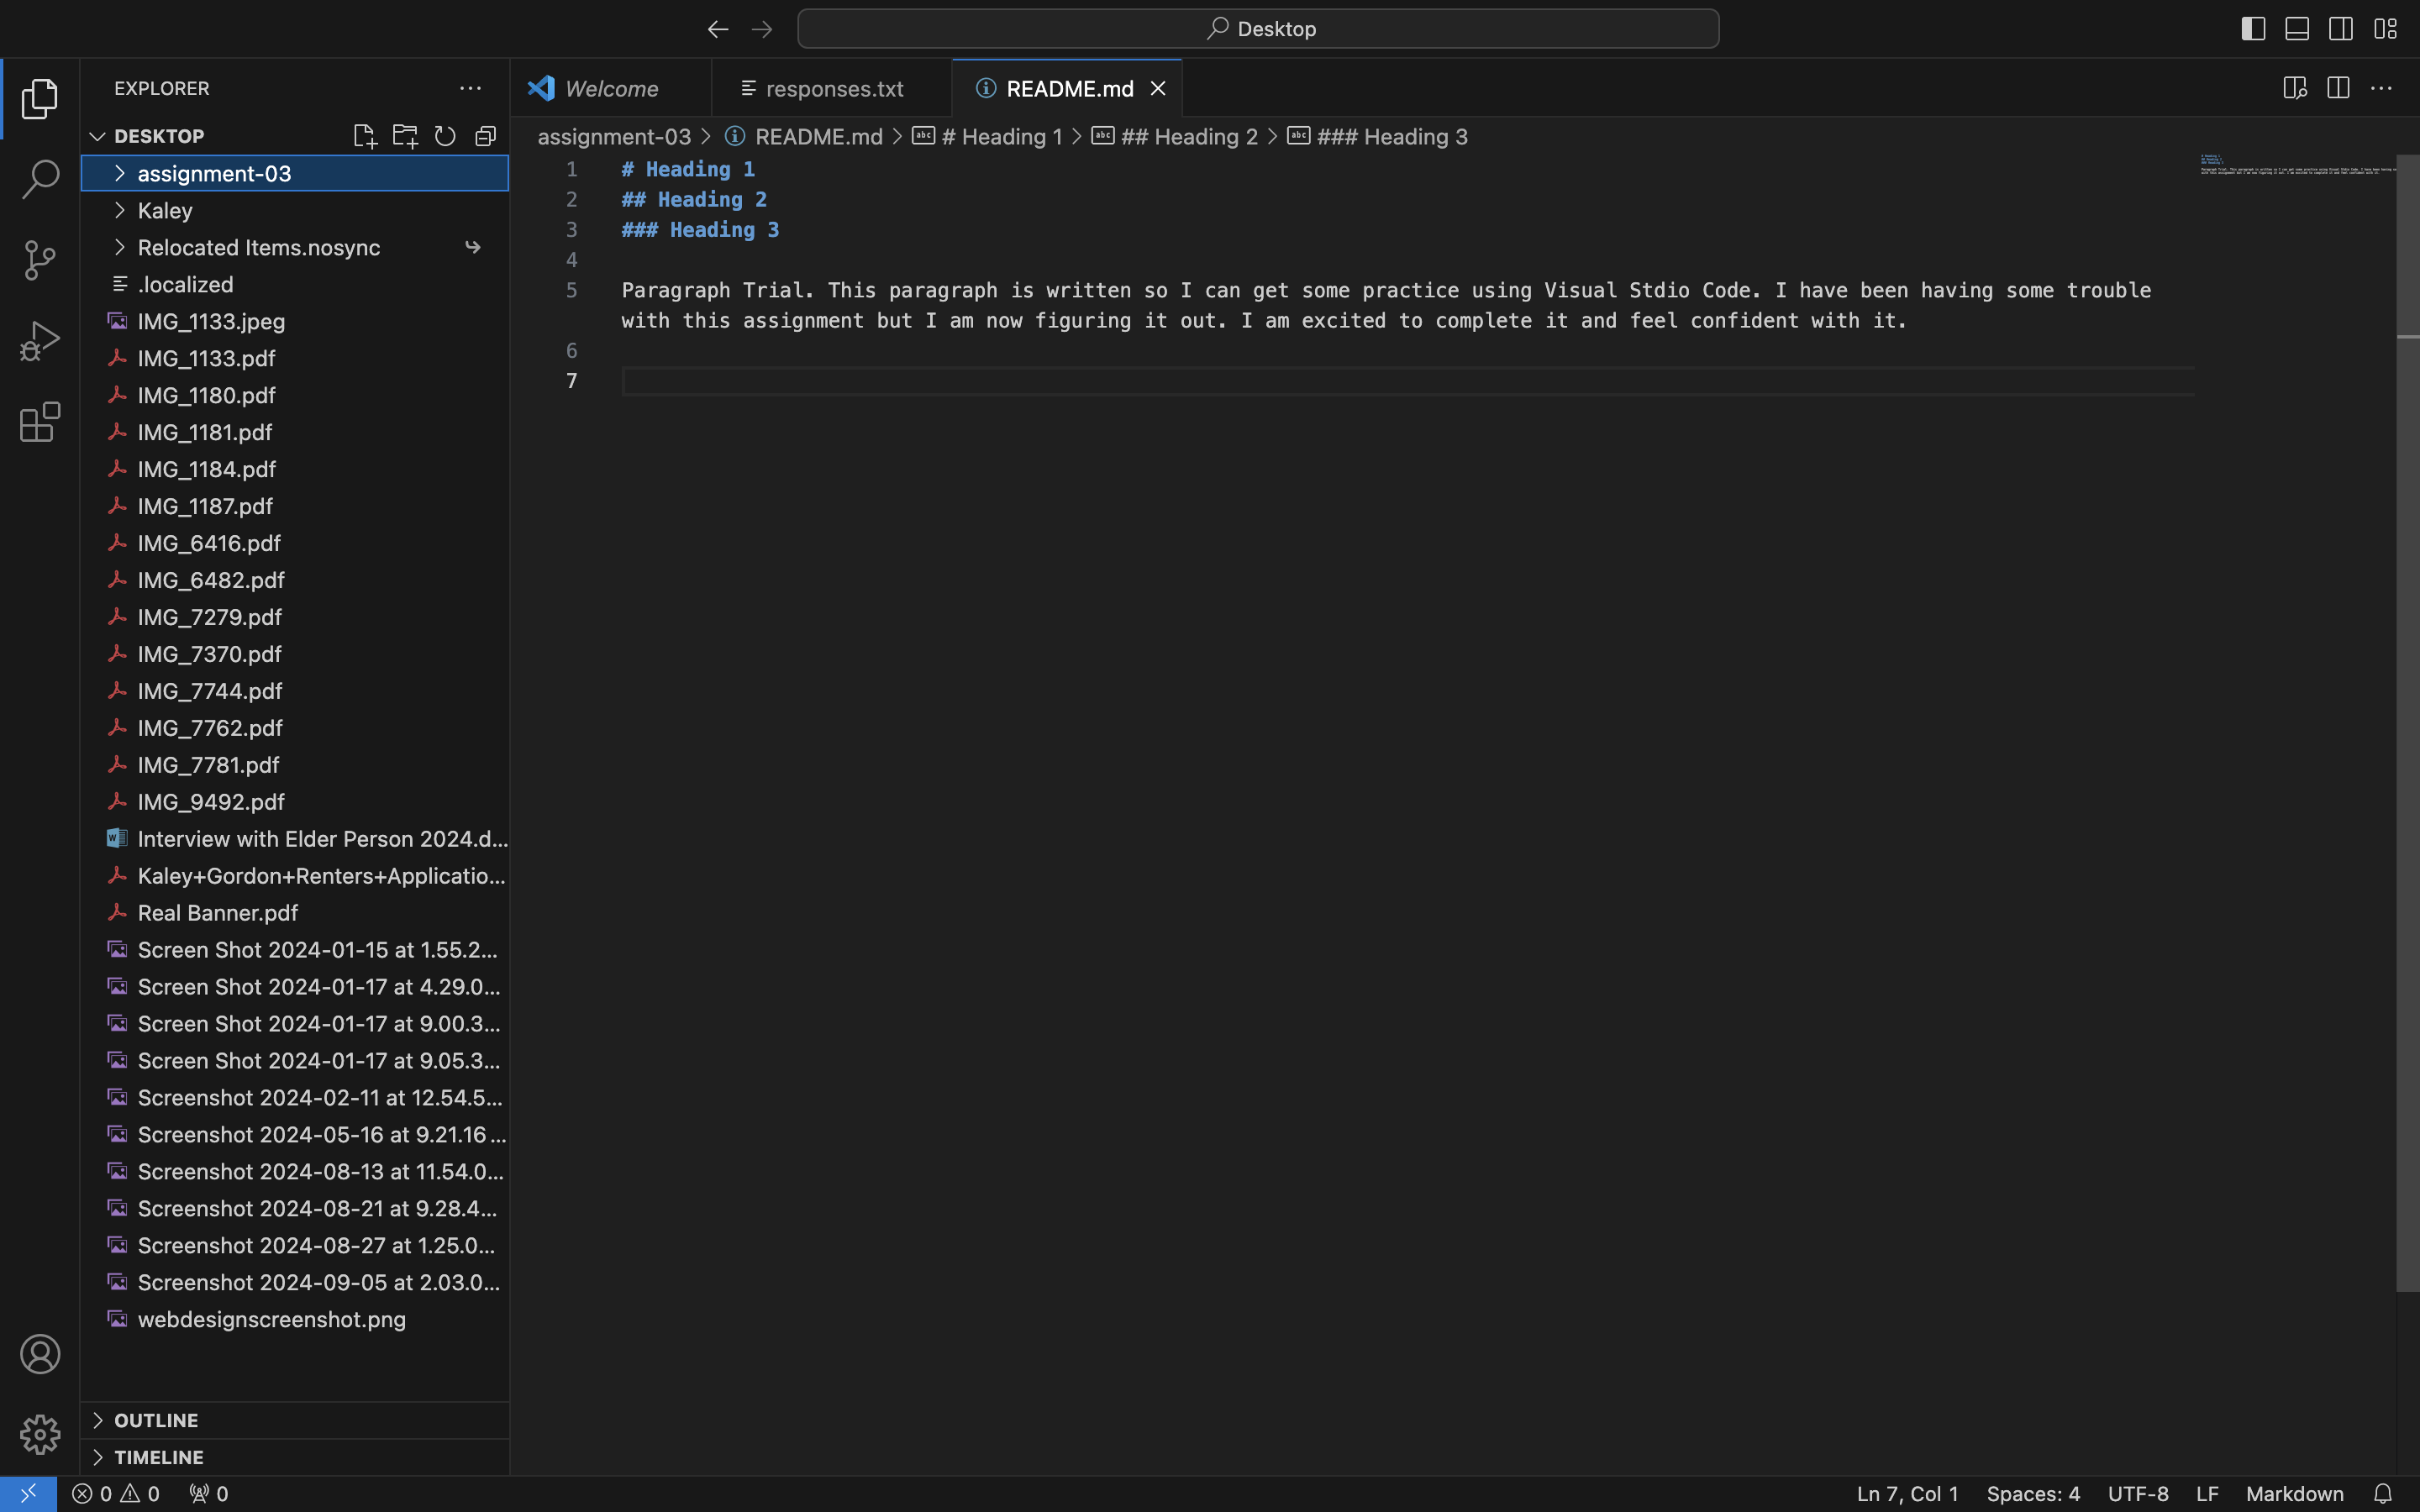 Desktop
EXPLORER
Welcome
responses.txt
README.md
DESKTOP
assignment-03 > README.md > # Heading 1 > ## Heading 2 > ### Heading 3
assignment-03
Kaley
Relocated Items.nosync
.localized
IMG_1133.jpeg
IMG_1133.pdf
IMG_1180.pdf
IMG_1181.pdf
IMG_1184.pdf
IMG_1187.pdf
IMG_6416.pdf
IMG_6482.pdf
IMG_7279.pdf
IMG_7370.pdf
IMG_7744.pdf
IMG_7762.pdf
IMG_7781.pdf
IMG_9492.pdf
Interview with Elder Person 2024.d...
Kaley+Gordon+Renters+Applicatio...
Real Banner.pdf
Screen Shot 2024-01-15 at 1.55.2...
Screen Shot 2024-01-17 at 4.29.0...
Screen Shot 2024-01-17 at 9.00.3...
Screen Shot 2024-01-17 at 9.05.3...
Screenshot 2024-02-11 at 12.54.5...
Screenshot 2024-05-16 at 9.21.16 ...
Screenshot 2024-08-13 at 11.54.0...
Screenshot 2024-08-21 at 9.28.4...
Screenshot 2024-08-27 at 1.25.0...
Screenshot 2024-09-05 at 2.03.0...
webdesignscreenshot.png
OUTLINE
TIMELINE
1 # Heading 1
2 ## Heading 2
3 ### Heading 3
4
5 Paragraph Trial. This paragraph is written so I can get some practice using Visual Stdio Code. I have been having some trouble
with this assignment but I am now figuring it out. I am excited to complete it and feel confident with it.
6
7
0 0 0
Ln 7, Col 1 Spaces: 4 UTF-8 LF Markdown